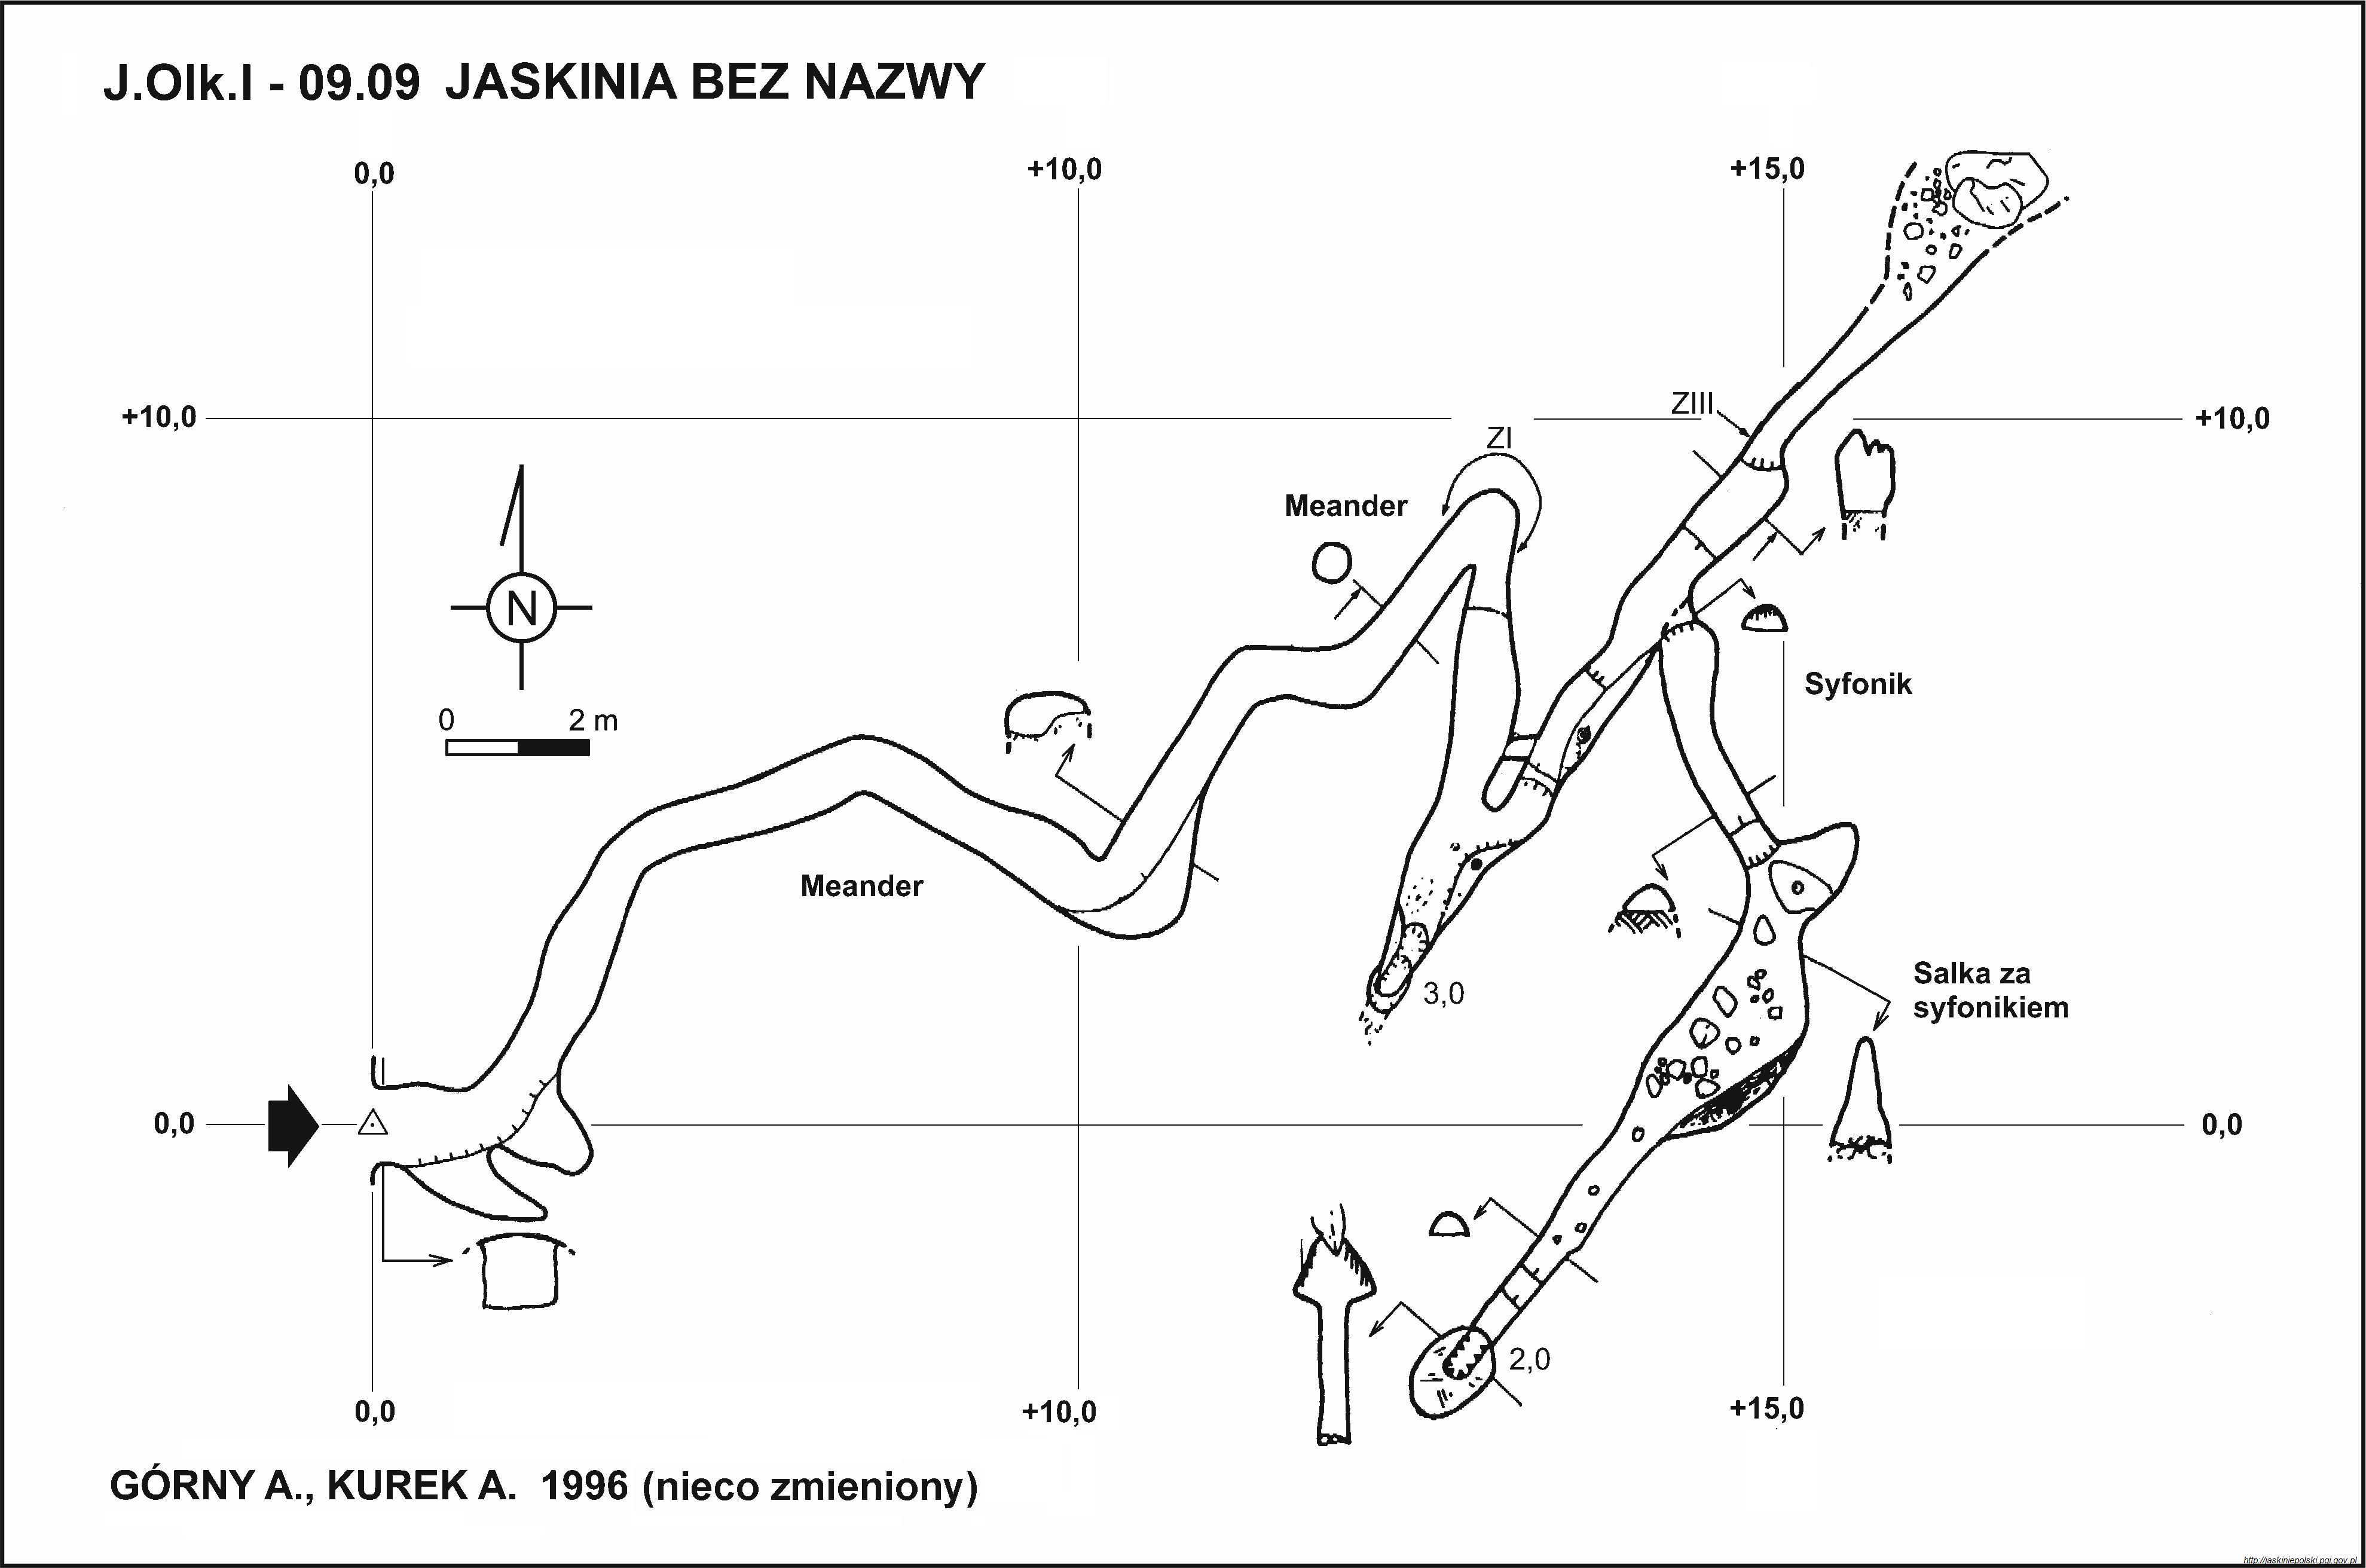 J.Olk.I - 09.09 JASKINIA BEZ NAZWY
0,0
+10,0
+15,0
+10,0
+10,0
ZIII
ZI
Meander
N
0
2 m
Syfonik
Meander
Salka za
syfonikiem
3,0
0,0
0,0
2,0
0,0
+10,0
+15,0
GÓRNY A., KUREK A. 1996 (nieco zmieniony)
http://jaskiniepolski.pgi.gov.pl